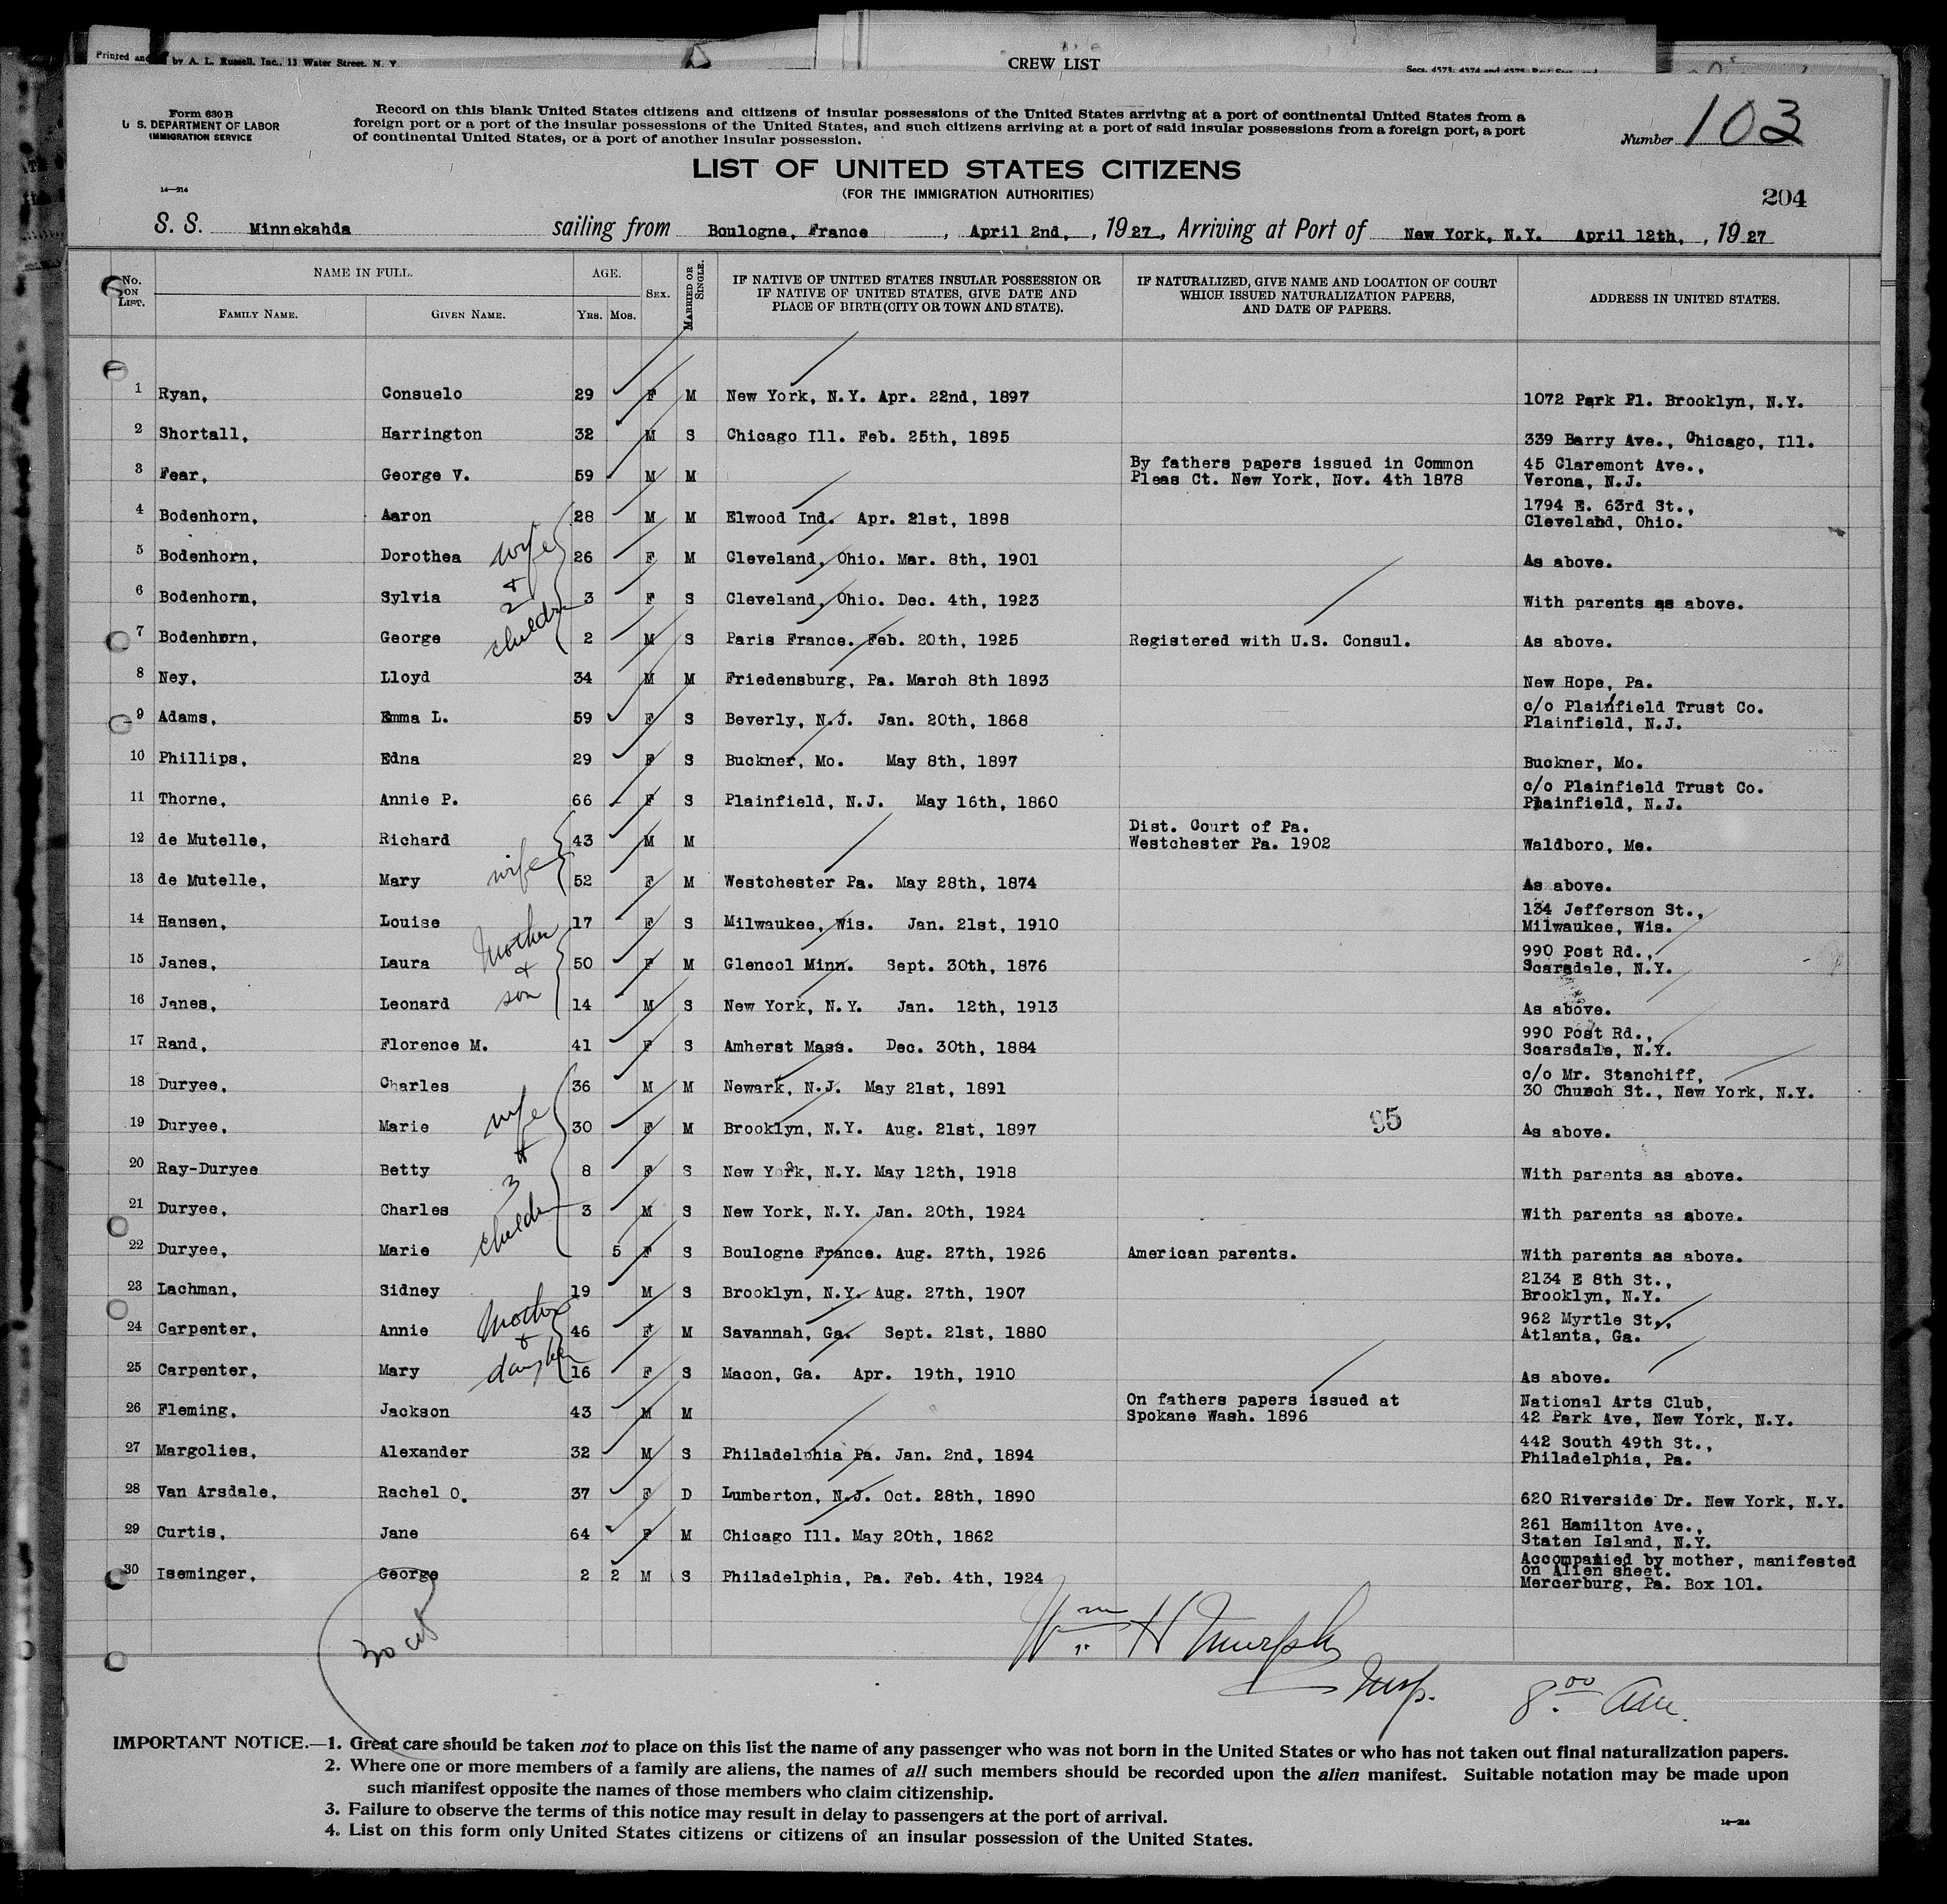 Printed and by A. L. Russell, Inc., 13 Water Street, N. Y.
CREW LIST
Secs. 4573, 4374 and 4575, Rev.
Form 630 B
U. S. DEPARTMENT OF LABOR
IMMIGRATION SERVICE
Record on this blank United States citizens and citizens of insular possessions of the United States arriving at a port of continental United States from a
foreign port or a port of the insular possessions of the United States, and such citizens arriving at a port of said insular possessions from a foreign port, a port
of continental United States, or a port of another insular possession.
Number 103
LIST OF UNITED STATES CITIZENS
(FOR THE IMMIGRATION AUTHORITIES)
14—214
204
S. S. Minnekahda sailing from Boulogne, France , April 2nd, , 1927, Arriving at Port of New York, N.Y. April 12th, , 1927
No. ON LIST. NAME IN FULL. FAMILY NAME. GIVEN NAME. AGE. YRS. MOS. SEX. MARRIED OR SINGLE. IF NATIVE OF UNITED STATES INSULAR POSSESSION OR IF NATIVE OF UNITED STATES, GIVE DATE AND PLACE OF BIRTH (CITY OR TOWN AND STATE). IF NATURALIZED, GIVE NAME AND LOCATION OF COURT WHICH ISSUED NATURALIZATION PAPERS, AND DATE OF PAPERS. ADDRESS IN UNITED STATES.
1 Ryan, Consuelo 29 F M New York, N.Y. Apr. 22nd, 1897 1072 Park Pl. Brooklyn, N.Y.
2 Shortall, Harrington 32 M S Chicago Ill. Feb. 25th, 1895 339 Barry Ave., Chicago, Ill.
3 Fear, George V. 59 M M By fathers papers issued in Common Pleas Ct. New York, Nov. 4th 1878 45 Claremont Ave., Verona, N.J.
4 Bodenhorn, Aaron 28 M M Elwood Ind. Apr. 21st, 1898 1794 E. 63rd St., Cleveland, Ohio.
5 Bodenhorn, Dorothea wife 26 F M Cleveland, Ohio. Mar. 8th, 1901 As above.
6 Bodenhorn, Sylvia + 2 3 F S Cleveland, Ohio. Dec. 4th, 1923 With parents as above.
7 Bodenhorn, George children 2 M S Paris France. Feb. 20th, 1925 Registered with U.S. Consul. As above.
8 Ney, Lloyd 34 M M Friedensburg, Pa. March 8th 1893 New Hope, Pa.
9 Adams, Emma L. 59 F S Beverly, N.J. Jan. 20th, 1868 c/o Plainfield Trust Co. Plainfield, N.J.
10 Phillips, Edna 29 F S Buckner, Mo. May 8th, 1897 Buckner, Mo.
11 Thorne, Annie P. 66 F S Plainfield, N.J. May 16th, 1860 c/o Plainfield Trust Co. Plainfield, N.J.
12 de Mutelle, Richard 43 M M Dist. Court of Pa. Westchester Pa. 1902 Waldboro, Me.
13 de Mutelle, Mary wife 52 F M Westchester Pa. May 28th, 1874 As above.
14 Hansen, Louise 17 F S Milwaukee, Wis. Jan. 21st, 1910 134 Jefferson St., Milwaukee, Wis.
15 Janes, Laura Mother + 50 F M Glencol Minn. Sept. 30th, 1876 990 Post Rd., Scarsdale, N.Y.
16 Janes, Leonard son 14 M S New York, N.Y. Jan. 12th, 1913 As above.
17 Rand, Florence M. 41 F S Amherst Mass. Dec. 30th, 1884 990 Post Rd., Scarsdale, N.Y.
18 Duryee, Charles 36 M M Newark, N.J. May 21st, 1891 c/o Mr. Stanchiff, 30 Church St., New York, N.Y.
19 Duryee, Marie wife + 30 F M Brooklyn, N.Y. Aug. 21st, 1897 95 As above.
20 Ray-Duryee Betty 3 8 F S New York, N.Y. May 12th, 1918 With parents as above.
21 Duryee, Charles children 3 M S New York, N.Y. Jan. 20th, 1924 With parents as above.
22 Duryee, Marie 5 F S Boulogne France. Aug. 27th, 1926 American parents. With parents as above.
23 Lachman, Sidney 19 M S Brooklyn, N.Y. Aug. 27th, 1907 2134 E 8th St., Brooklyn, N.Y.
24 Carpenter, Annie Mother + 46 F M Savannah, Ga. Sept. 21st, 1880 962 Myrtle St., Atlanta, Ga.
25 Carpenter, Mary daughter 16 F S Macon, Ga. Apr. 19th, 1910 As above.
26 Fleming, Jackson 43 M M On fathers papers issued at Spokane Wash. 1896 National Arts Club, 42 Park Ave, New York, N.Y.
27 Margolies, Alexander 32 M S Philadelphia Pa. Jan. 2nd, 1894 442 South 49th St., Philadelphia, Pa.
28 Van Arsdale, Rachel O. 37 F D Lumberton, N.J. Oct. 28th, 1890 620 Riverside Dr. New York, N.Y.
29 Curtis, Jane 64 F M Chicago Ill. May 20th, 1862 261 Hamilton Ave., Staten Island, N.Y.
30 Iseminger, George 2 2 M S Philadelphia, Pa. Feb. 4th, 1924 Accompanied by mother, manifested on Alien sheet. Mercerburg, Pa. Box 101.
30 cit
Wm H Murphy
Insp. 8:00 am.
IMPORTANT NOTICE.—1. Great care should be taken not to place on this list the name of any passenger who was not born in the United States or who has not taken out final naturalization papers.
2. Where one or more members of a family are aliens, the names of all such members should be recorded upon the alien manifest. Suitable notation may be made upon
such manifest opposite the names of those members who claim citizenship.
3. Failure to observe the terms of this notice may result in delay to passengers at the port of arrival.
4. List on this form only United States citizens or citizens of an insular possession of the United States.
14—214